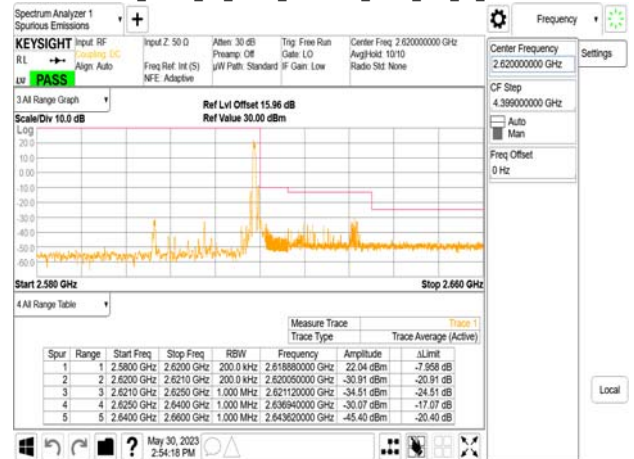 Spectrum Analyzer 1
Spurious Emissions
+
Frequency
KEYSIGHT
Input: RF
Coupling: DC
Align: Auto
Input Z: 50 Ω
Freq Ref: Int (S)
NFE: Adaptive
Atten: 30 dB
Preamp: Off
µW Path: Standard
Trig: Free Run
Gate: LO
IF Gain: Low
Center Freq: 2.620000000 GHz
Avg|Hold: 10/10
Radio Std: None
RL
PASS
Center Frequency
2.620000000 GHz
Settings
CF Step
4.399000000 GHz
Auto
Man
Freq Offset
0 Hz
3 All Range Graph
Ref Lvl Offset 15.96 dB
Scale/Div 10.0 dB
Ref Value 30.00 dBm
Log
20.0
10.0
0.00
-10.0
-20.0
-30.0
-40.0
-50.0
-60.0
Start 2.580 GHz
Stop 2.660 GHz
4 All Range Table
Measure Trace Trace 1
Trace Type Trace Average (Active)
Spur Range Start Freq Stop Freq RBW Frequency Amplitude ΔLimit
1 1 2.5800 GHz 2.6200 GHz 200.0 kHz 2.618880000 GHz 22.04 dBm -7.958 dB
2 2 2.6200 GHz 2.6210 GHz 200.0 kHz 2.620050000 GHz -30.91 dBm -20.91 dB
3 3 2.6210 GHz 2.6250 GHz 1.000 MHz 2.621120000 GHz -34.51 dBm -24.51 dB
4 4 2.6250 GHz 2.6400 GHz 1.000 MHz 2.636940000 GHz -30.07 dBm -17.07 dB
5 5 2.6400 GHz 2.6600 GHz 1.000 MHz 2.643620000 GHz -45.40 dBm -20.40 dB
Local
?
May 30, 2023
2:54:18 PM